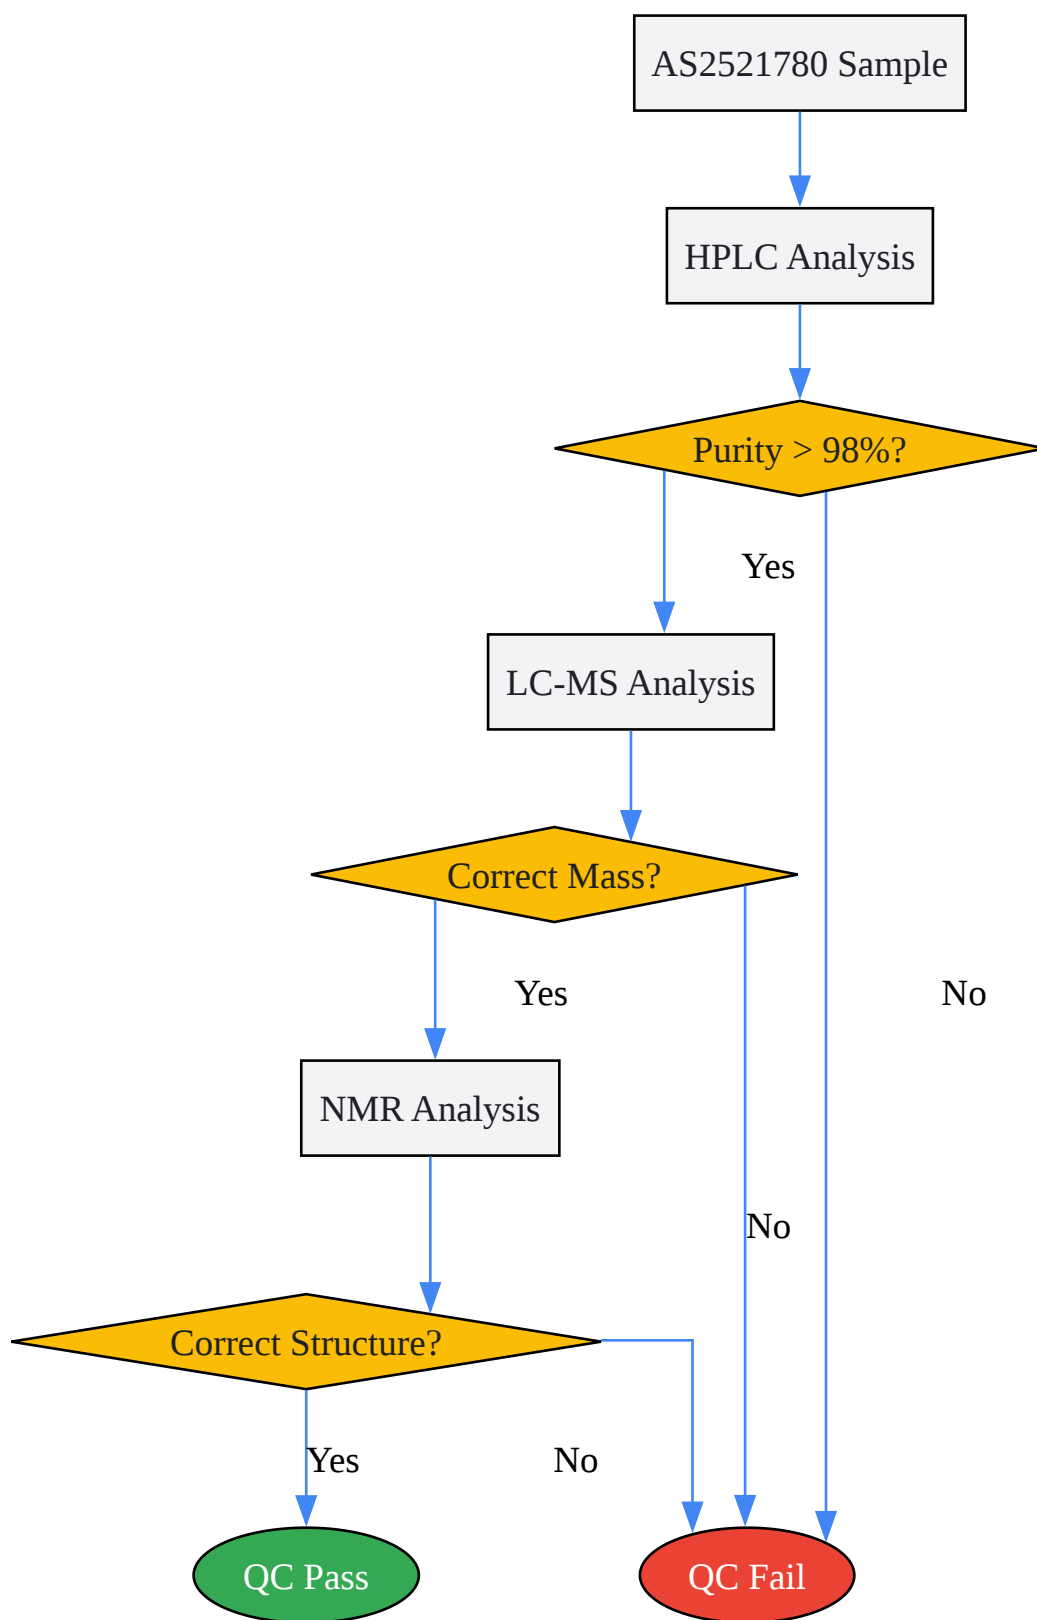 AS2521780 Sample
HPLC Analysis
Purity > 98%?
Yes
LC-MS Analysis
Correct Mass?
Yes
No
NMR Analysis
No
Correct Structure?
Yes
No
QC Pass
QC Fail